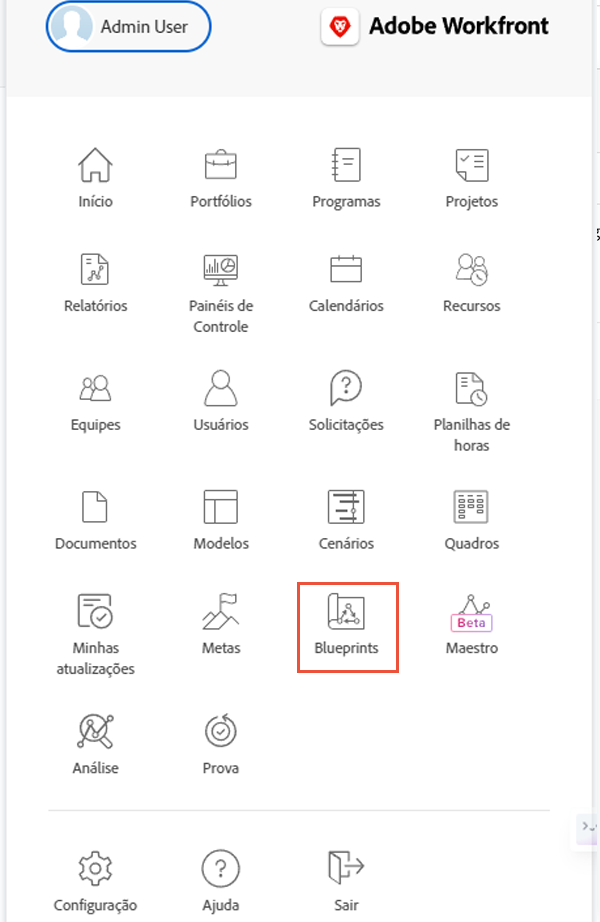 Admin User
Adobe Workfront
Início
Portfólios
Programas
Projetos
Relatórios
Painéis de
Controle
Calendários
Recursos
Equipes
Usuários
Solicitações
Planilhas de
horas
Documentos
Modelos
Cenários
Quadros
Minhas
atualizações
Metas
Blueprints
Beta
Maestro
Análise
Prova
Configuração
Ajuda
Sair